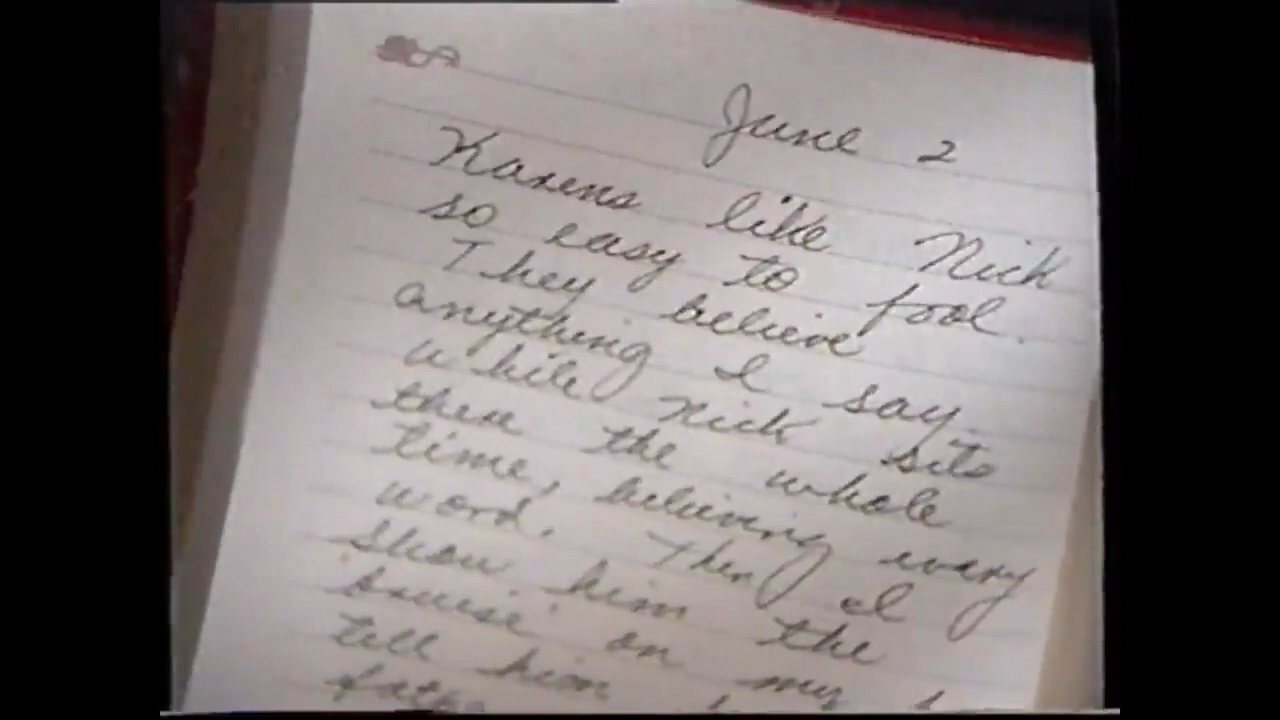 June 2
Karens like Nick
so easy to fool.
They believe
anything I say.
while Nick sits
there the whole
time, believing every
word. Then I
show him the
bruise on my
tell him